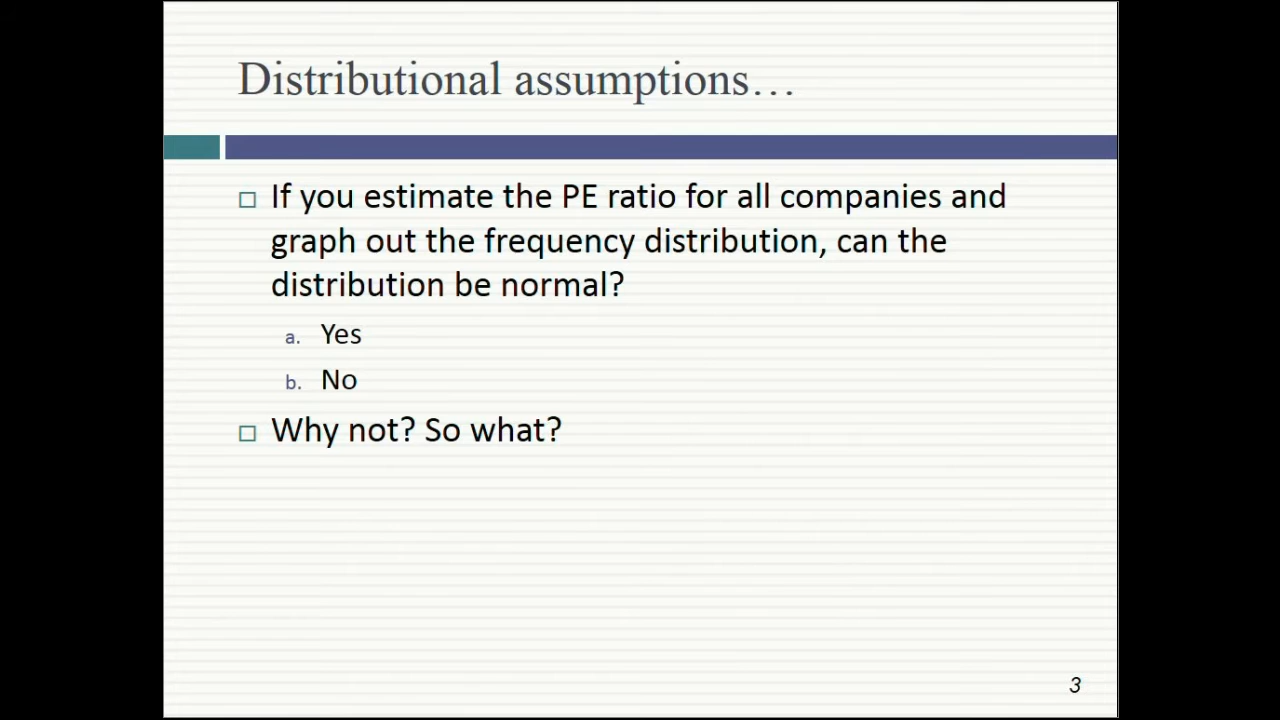 Distributional assumptions…
If you estimate the PE ratio for all companies and
graph out the frequency distribution, can the
distribution be normal?
a. Yes
b. No
Why not? So what?
3